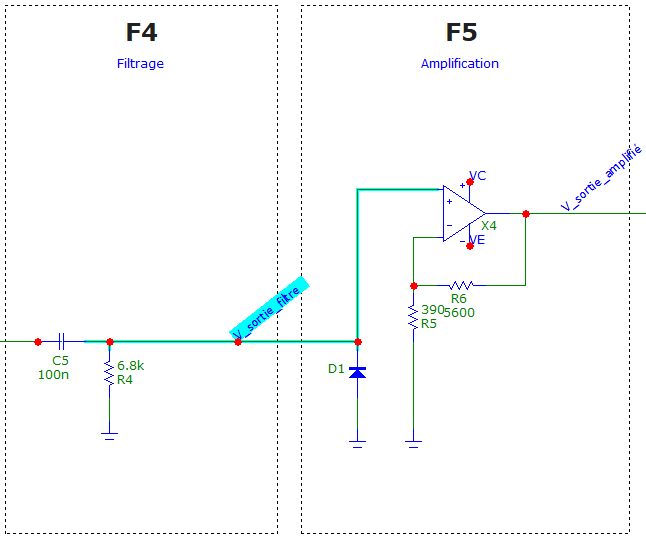 F4
Filtrage
F5
Amplification
V_sortie_amplifié
+
VC
+
X4
-
- VE
R6
5600
390
R5
V_sortie_filtre
C5
100n
6.8k
R4
D1